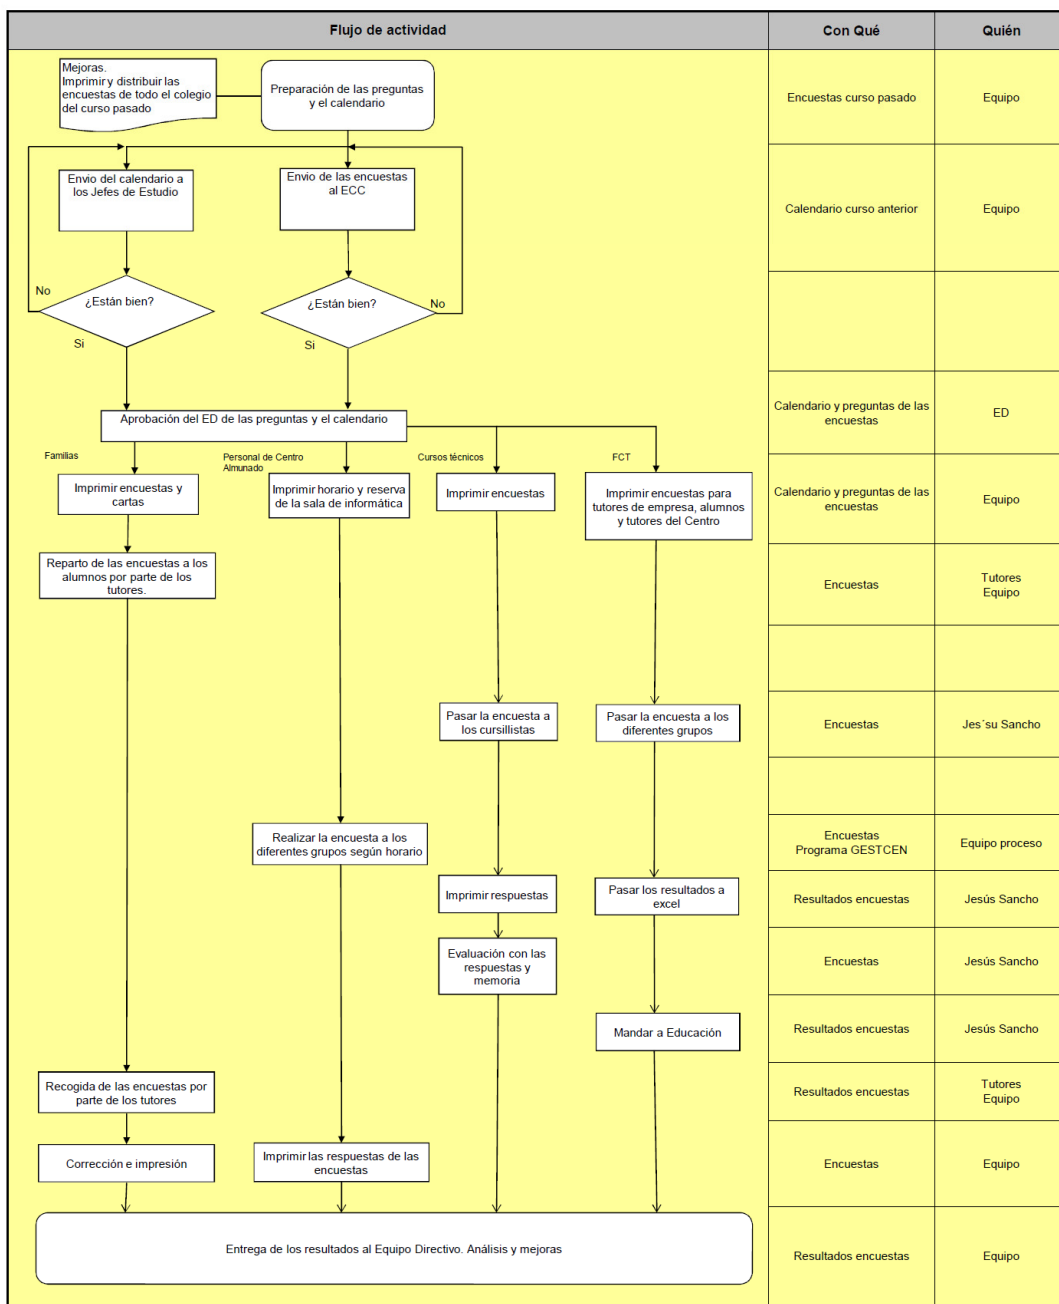 Flujo de actividad
Con Qué
Quién
Mejoras.
Imprimir y distribuir las
encuestas de todo el colegio
del curso pasado
Preparación de las preguntas
y el calendario
Encuestas curso pasado
Equipo
Envio del calendario a
los Jefes de Estudio
Envio de las encuestas
al ECC
Calendario curso anterior
Equipo
No
¿Están bien?
Si
¿Están bien?
No
Si
Aprobación del ED de las preguntas y el calendario
Calendario y preguntas de las
encuestas
ED
Familias
Personal de Centro
Almunado
Cursos técnicos
FCT
Imprimir encuestas y
cartas
Imprimir horario y reserva
de la sala de informática
Imprimir encuestas
Imprimir encuestas para
tutores de empresa, alumnos
y tutores del Centro
Calendario y preguntas de las
encuestas
Equipo
Reparto de las encuestas a los
alumnos por parte de los
tutores.
Encuestas
Tutores
Equipo
Pasar la encuesta a
los cursillistas
Pasar la encuesta a los
diferentes grupos
Encuestas
Jes´su Sancho
Realizar la encuesta a los
diferentes grupos según horario
Encuestas
Programa GESTCEN
Equipo proceso
Imprimir respuestas
Pasar los resultados a
excel
Resultados encuestas
Jesús Sancho
Evaluación con las
respuestas y
memoria
Encuestas
Jesús Sancho
Mandar a Educación
Resultados encuestas
Jesús Sancho
Recogida de las encuestas por
parte de los tutores
Resultados encuestas
Tutores
Equipo
Corrección e impresión
Imprimir las respuestas de las
encuestas
Encuestas
Equipo
Entrega de los resultados al Equipo Directivo. Análisis y mejoras
Resultados encuestas
Equipo